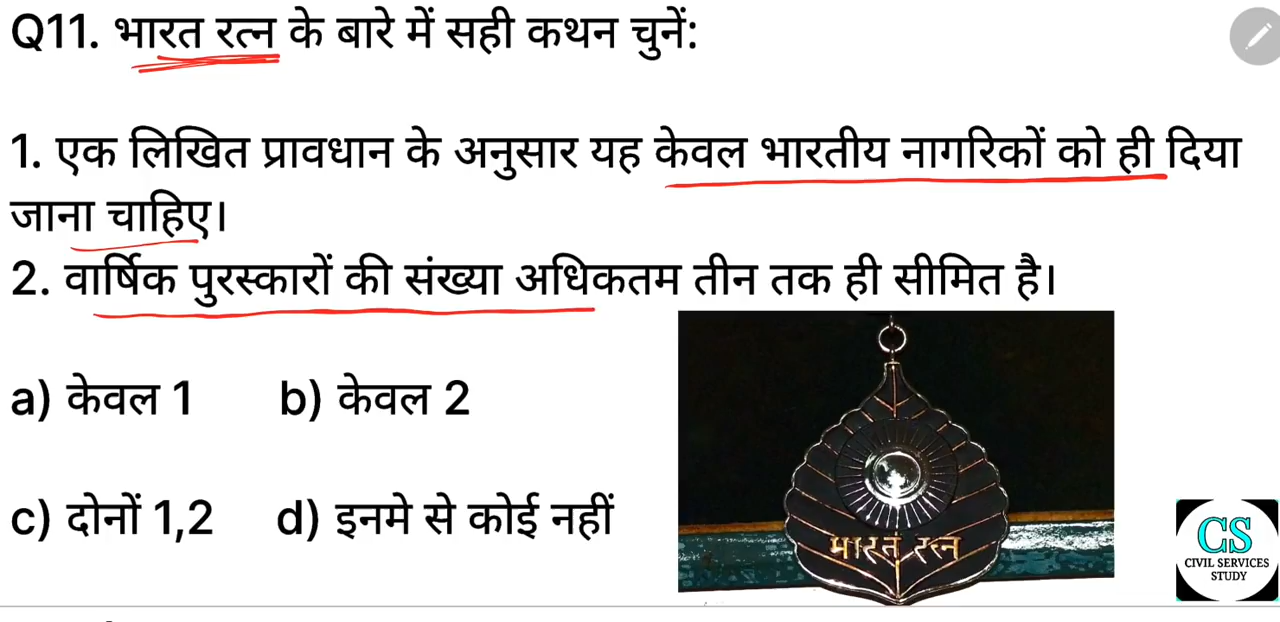 Q11. भारत रत्न के बारे में सही कथन चुनें:
1. एक लिखित प्रावधान के अनुसार यह केवल भारतीय नागरिकों को ही दिया
जाना चाहिए।
2. वार्षिक पुरस्कारों की संख्या अधिकतम तीन तक ही सीमित है।
a) केवल 1 b) केवल 2
c) दोनों 1,2 d) इनमे से कोई नहीं
भारत रत्न
CS
CIVIL SERVICES
STUDY